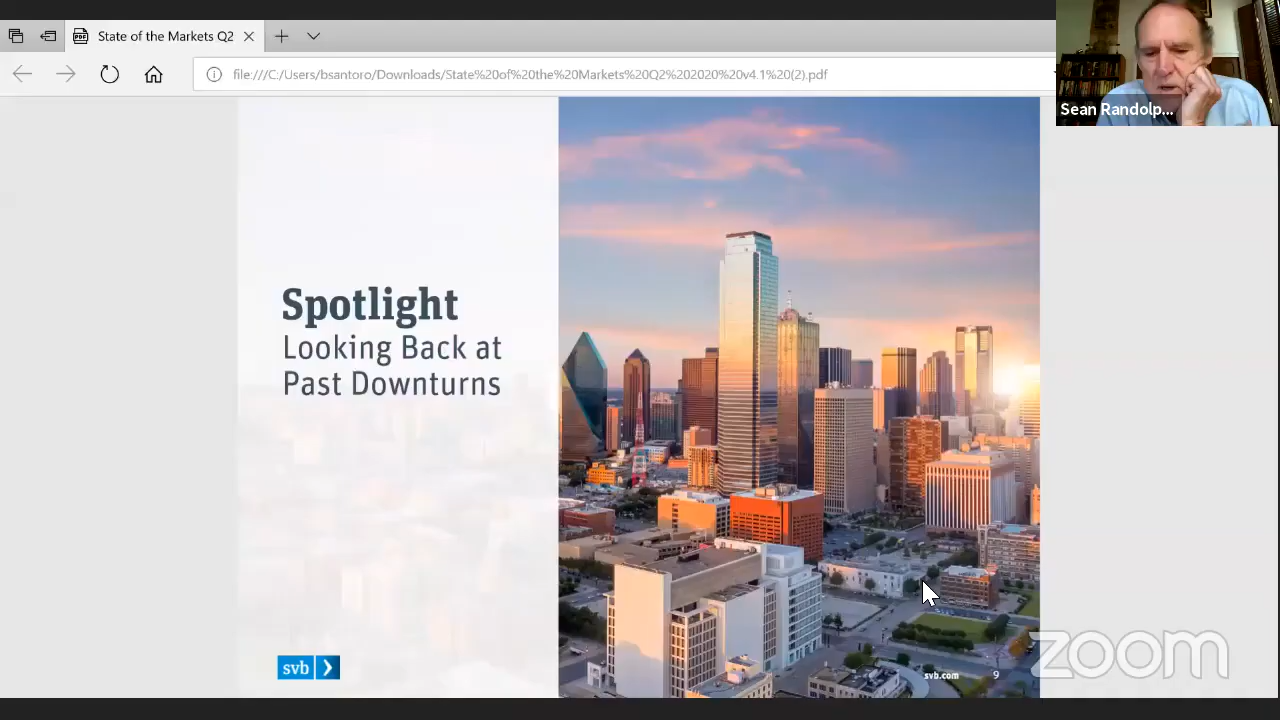 State of the Markets Q2
file:///C:/Users/bsantoro/Downloads/State%20of%20the%20Markets%20Q2%202020%20v4.1%20(2).pdf
Sean Randolp...
Spotlight
Looking Back at
Past Downturns
svb
svb.com 9
zoom